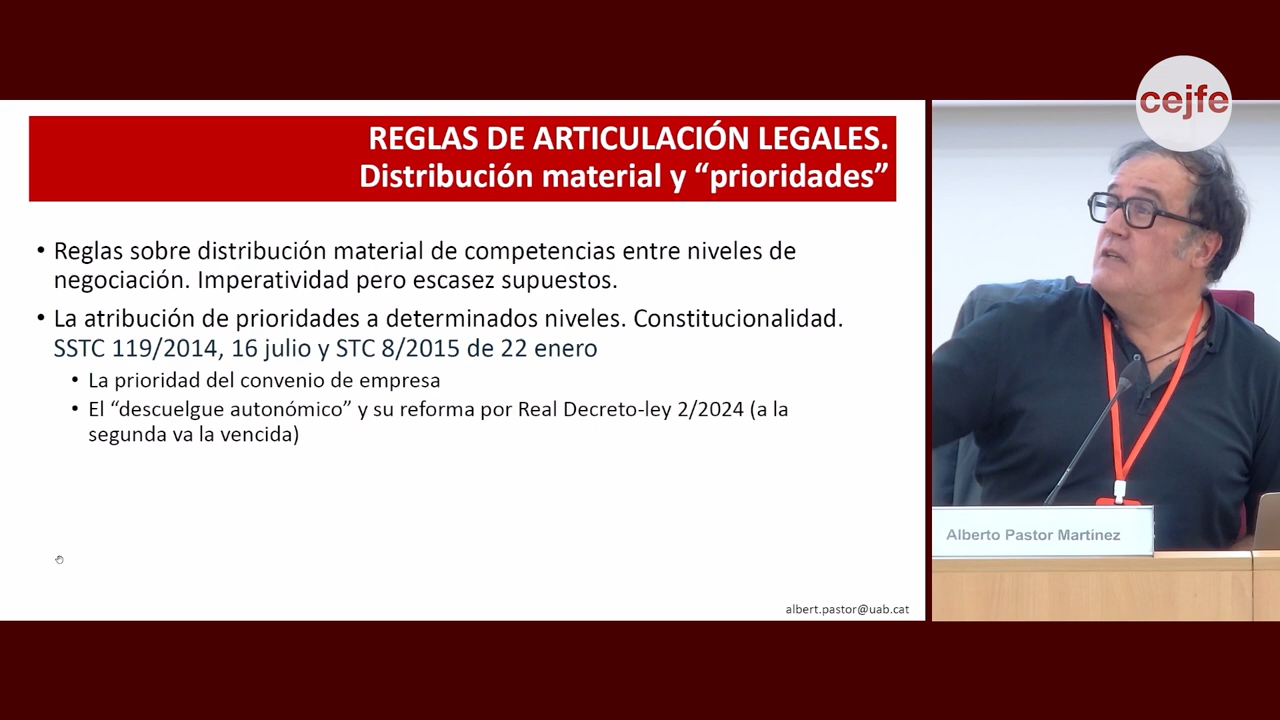 cejfe
REGLAS DE ARTICULACIÓN LEGALES.
Distribución material y “prioridades”
• Reglas sobre distribución material de competencias entre niveles de
negociación. Imperatividad pero escasez supuestos.
• La atribución de prioridades a determinados niveles. Constitucionalidad.
SSTC 119/2014, 16 julio y STC 8/2015 de 22 enero
• La prioridad del convenio de empresa
• El “descuelgue autonómico” y su reforma por Real Decreto-ley 2/2024 (a la
segunda va la vencida)
albert.pastor@uab.cat
Alberto Pastor Martínez